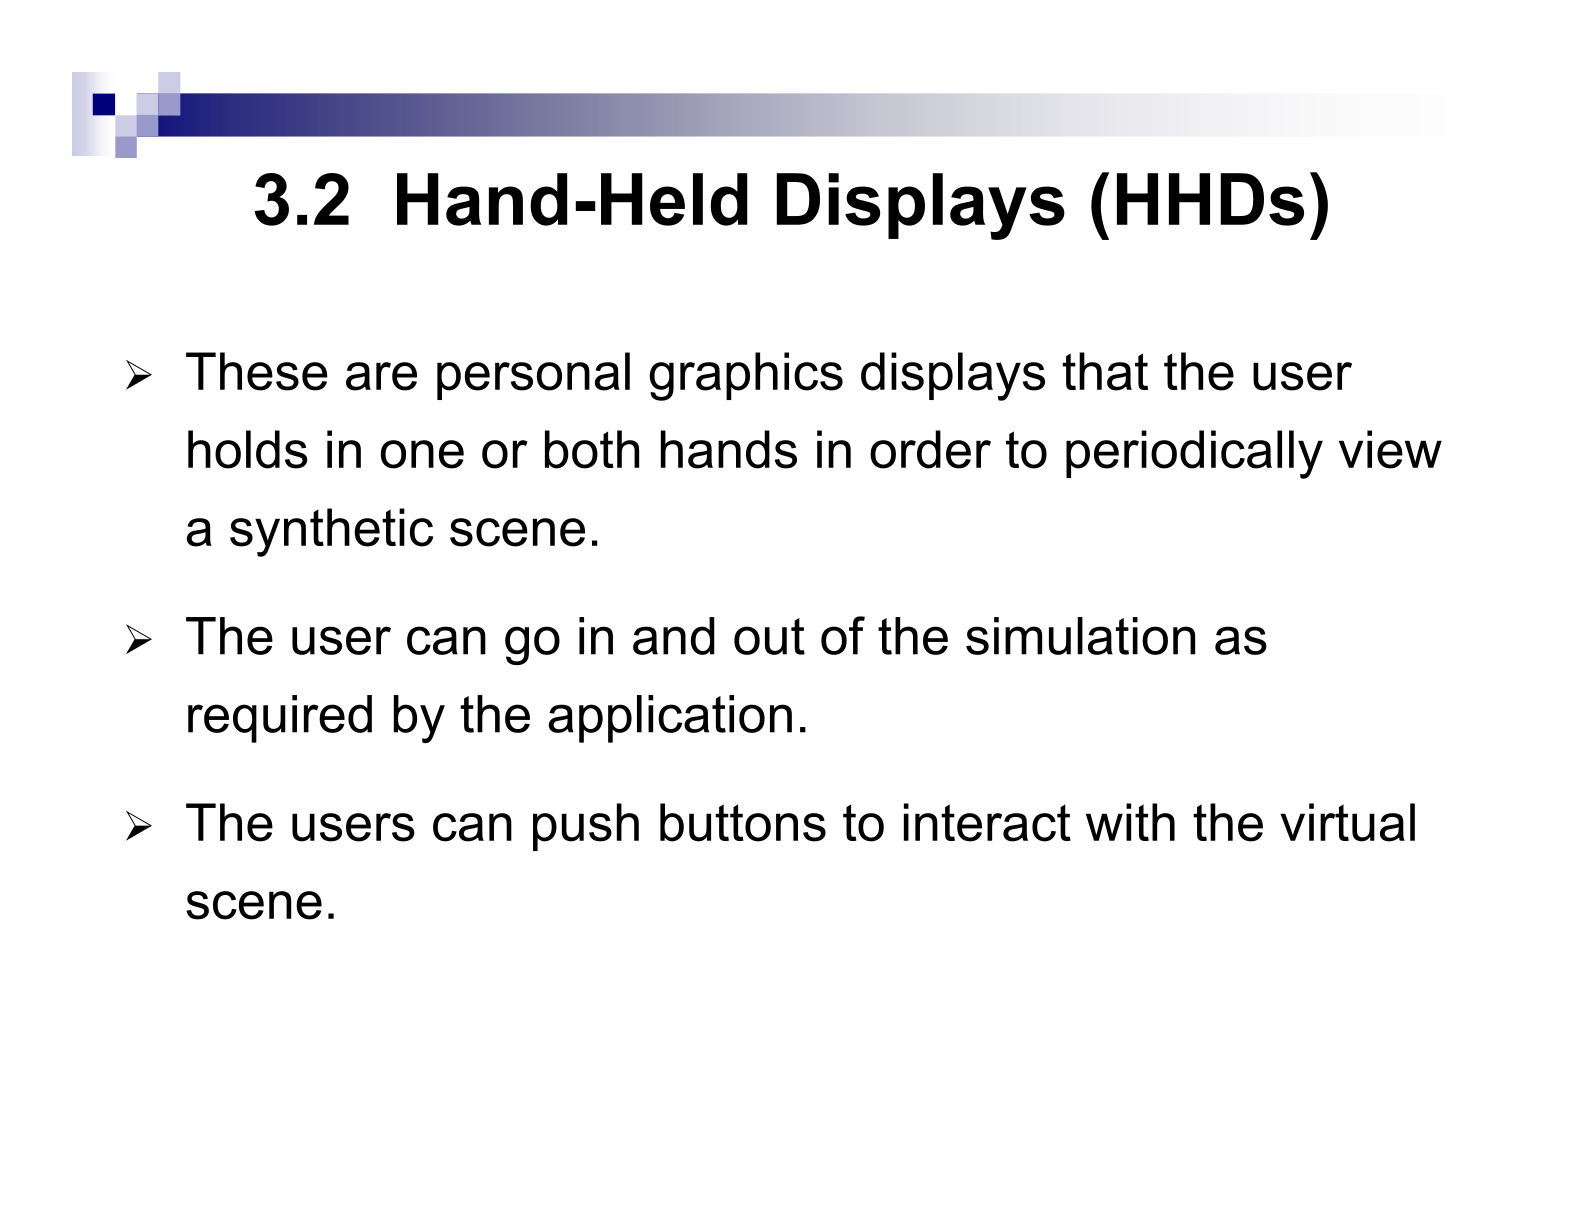 3.2 Hand-Held Displays (HHDs)
➢ These are personal graphics displays that the user
holds in one or both hands in order to periodically view
a synthetic scene.
➢ The user can go in and out of the simulation as
required by the application.
➢ The users can push buttons to interact with the virtual
scene.